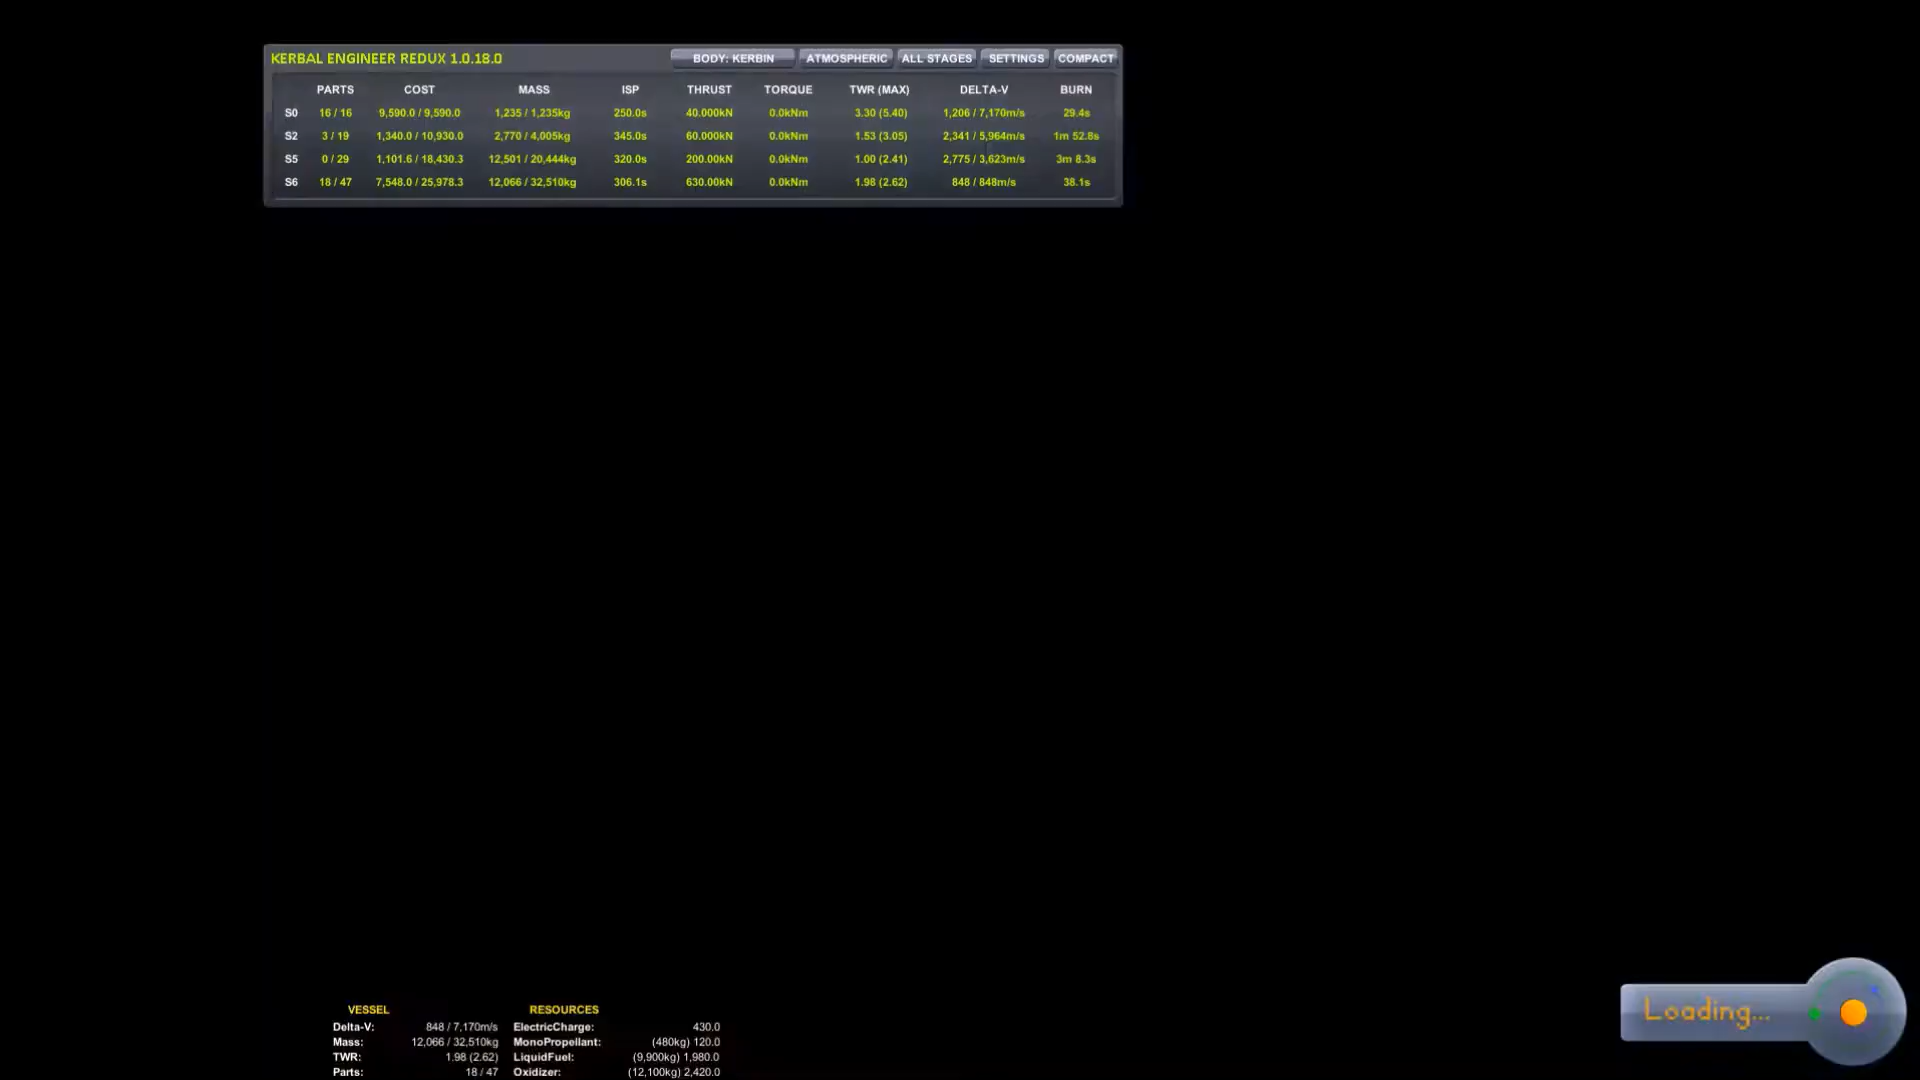 KERBAL ENGINEER REDUX 1.0.18.0 BODY: KERBIN ATMOSPHERIC ALL STAGES SETTINGS COMPACT
PARTS COST MASS ISP THRUST TORQUE TWR (MAX) DELTA-V BURN
S0 16 / 16 9,590.0 / 9,590.0 1,235 / 1,235kg 250.0s 40.000kN 0.0kNm 3.30 (5.40) 1,206 / 7,170m/s 29.4s
S2 3 / 19 1,340.0 / 10,930.0 2,770 / 4,005kg 345.0s 60.000kN 0.0kNm 1.53 (3.05) 2,341 / 5,964m/s 1m 52.8s
S5 0 / 29 1,101.6 / 18,430.3 12,501 / 20,444kg 320.0s 200.00kN 0.0kNm 1.00 (2.41) 2,775 / 3,623m/s 3m 8.3s
S6 18 / 47 7,548.0 / 25,978.3 12,066 / 32,510kg 306.1s 630.00kN 0.0kNm 1.98 (2.62) 848 / 848m/s 38.1s
VESSEL RESOURCES
Delta-V: 848 / 7,170m/s ElectricCharge: 430.0
Mass: 12,066 / 32,510kg MonoPropellant: (480kg) 120.0
TWR: 1.98 (2.62) LiquidFuel: (9,900kg) 1,980.0
Parts: 18 / 47 Oxidizer: (12,100kg) 2,420.0
Loading...